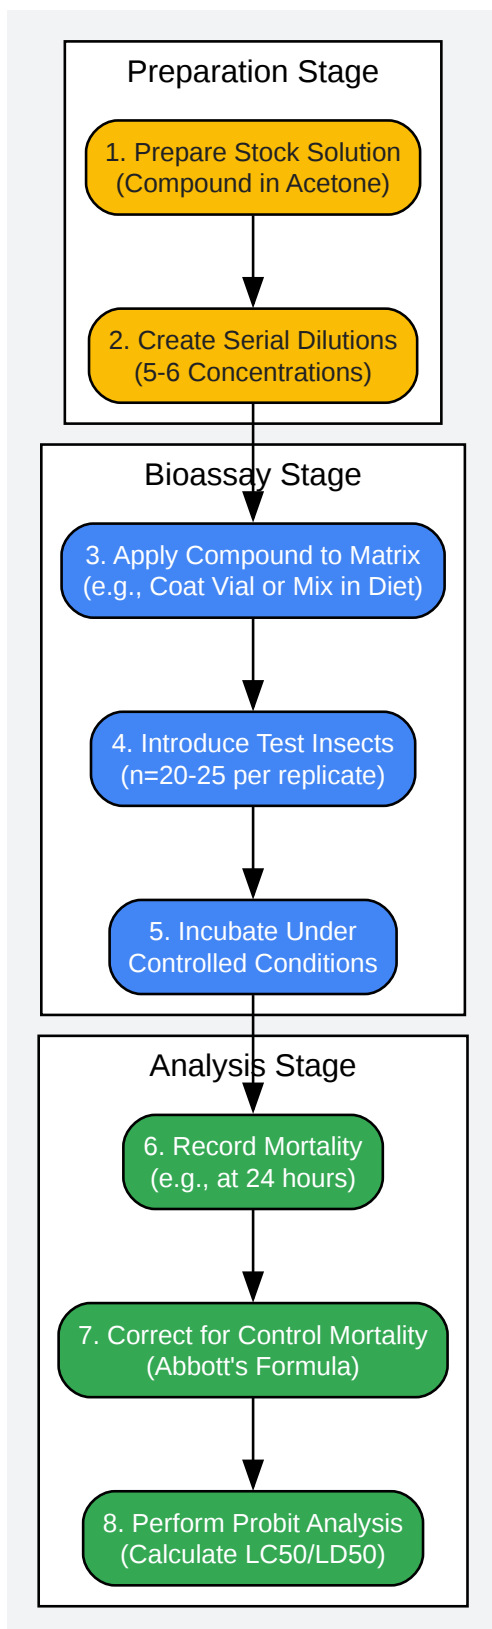 Preparation Stage
1. Prepare Stock Solution
(Compound in Acetone)
2. Create Serial Dilutions
(5-6 Concentrations)
Bioassay Stage
3. Apply Compound to Matrix
(e.g., Coat Vial or Mix in Diet)
4. Introduce Test Insects
(n=20-25 per replicate)
5. Incubate Under
Controlled Conditions
Analysis Stage
6. Record Mortality
(e.g., at 24 hours)
7. Correct for Control Mortality
(Abbott's Formula)
8. Perform Probit Analysis
(Calculate LC50/LD50)